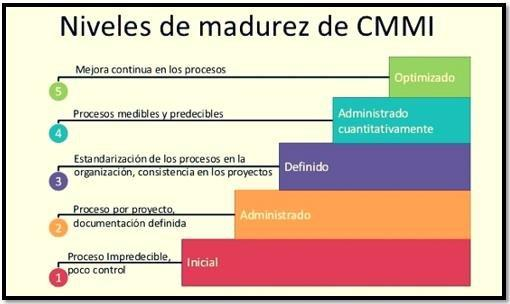 Niveles de madurez de CMMI
Mejora continua en los procesos
5
Optimizado
Procesos medibles y predecibles
4
Administrado
cuantitativamente
Estandarización de los procesos en la
organización, consistencia en los proyectos
3
Definido
Proceso por proyecto,
documentación definida
2
Administrado
Proceso Impredecible,
poco control
1
Inicial